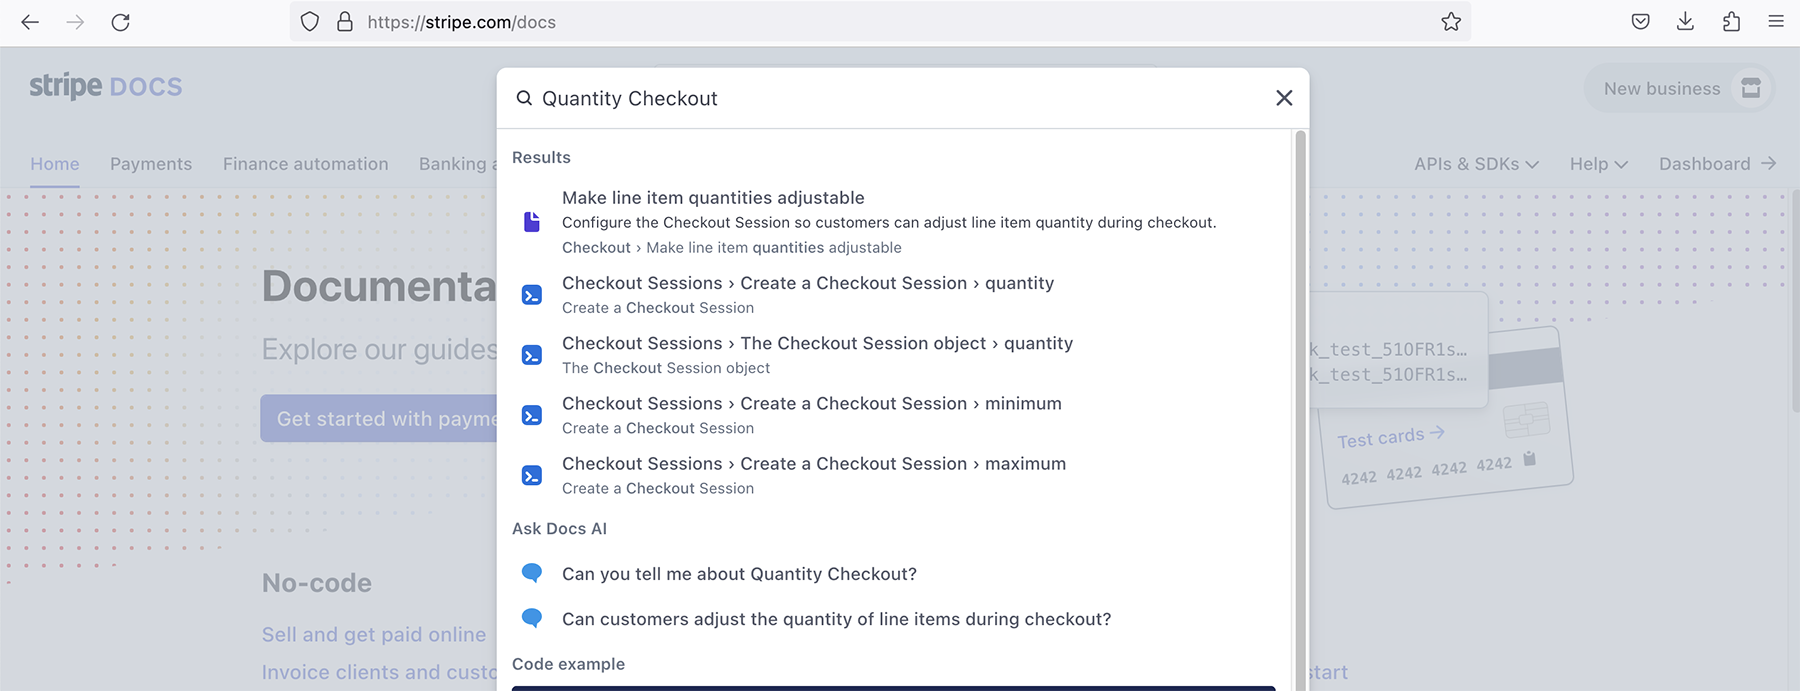 https://stripe.com/docs
stripe DOCS
New business
Quantity Checkout
Home Payments Finance automation Banking a
APIs & SDKs Help Dashboard
Results
Make line item quantities adjustable
Configure the Checkout Session so customers can adjust line item quantity during checkout.
Checkout › Make line item quantities adjustable
Checkout Sessions › Create a Checkout Session › quantity
Create a Checkout Session
Checkout Sessions › The Checkout Session object › quantity
The Checkout Session object
Checkout Sessions › Create a Checkout Session › minimum
Create a Checkout Session
Checkout Sessions › Create a Checkout Session › maximum
Create a Checkout Session
Ask Docs AI
Can you tell me about Quantity Checkout?
Can customers adjust the quantity of line items during checkout?
Code example
Documenta
Explore our guides
Get started with payme
k_test_51OFR1s…
k_test_51OFR1s…
Test cards →
4242 4242 4242 4242
No-code
Sell and get paid online
Invoice clients and custo
start